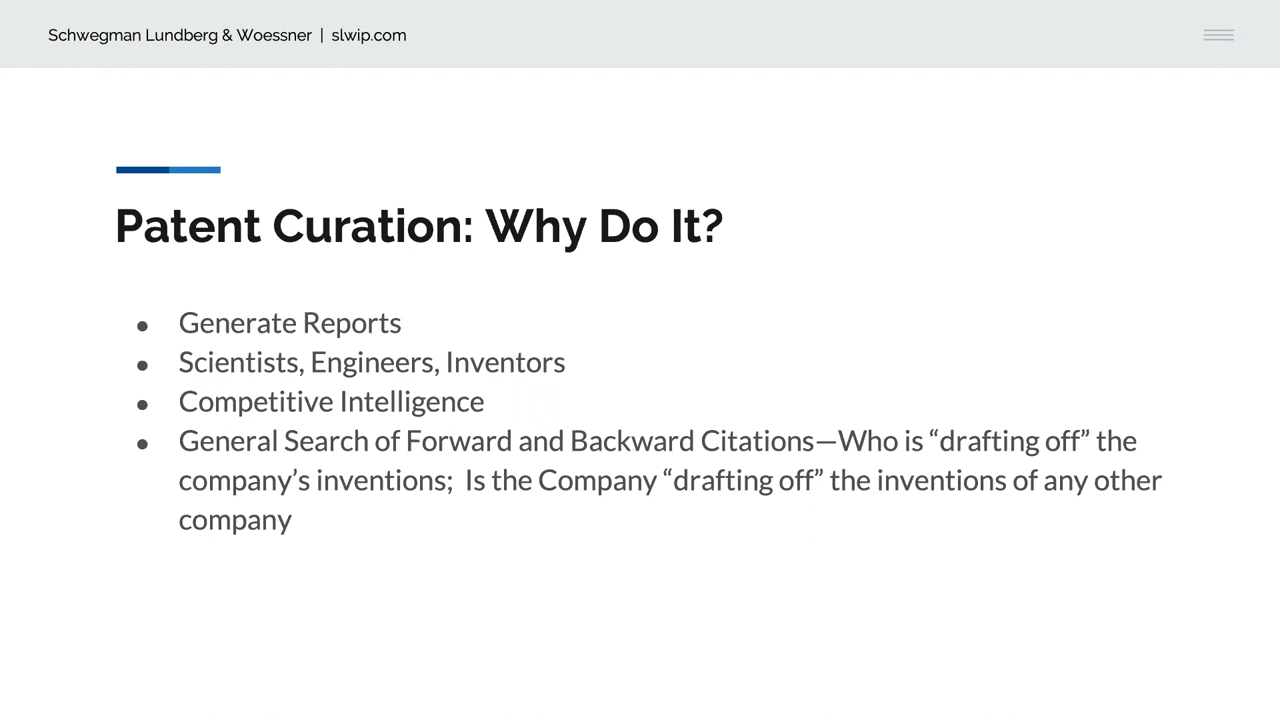 Schwegman Lundberg & Woessner | slwip.com
Patent Curation: Why Do It?
● Generate Reports
● Scientists, Engineers, Inventors
● Competitive Intelligence
● General Search of Forward and Backward Citations—Who is “drafting off” the
company’s inventions;  Is the Company “drafting off” the inventions of any other
company